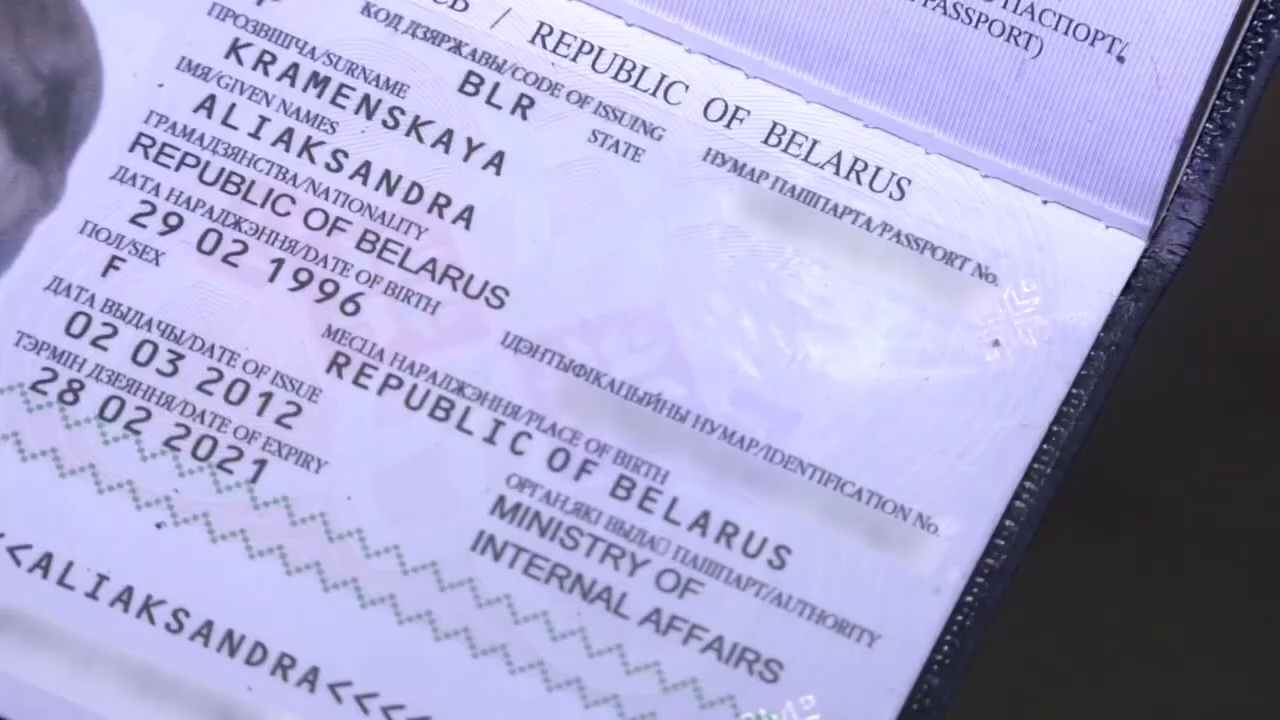 ПАСПОРТ
PASSPORT)
/ REPUBLIC OF BELARUS
КОД ДЗЯРЖАВЫ/CODE OF ISSUING STATE
BLR
НУМАР ПАШПАРТА/PASSPORT No.
ПРОЗВІШЧА/SURNAME
KRAMENSKAYA
ІМЯ/GIVEN NAMES
ALIAKSANDRA
ГРАМАДЗЯНСТВА/NATIONALITY
REPUBLIC OF BELARUS
ДАТА НАРАДЖЭННЯ/DATE OF BIRTH
29 02 1996
ІДЭНТЫФІКАЦЫЙНЫ НУМАР/IDENTIFICATION No.
ПОЛ/SEX
F
МЕСЦА НАРАДЖЭННЯ/PLACE OF BIRTH
REPUBLIC OF BELARUS
ДАТА ВЫДАЧЫ/DATE OF ISSUE
02 03 2012
ОРГАН,ЯКІ ВЫДАЎ ПАШПАРТ/AUTHORITY
MINISTRY OF
INTERNAL AFFAIRS
ТЭРМІН ДЗЕЯННЯ/DATE OF EXPIRY
28 02 2021
<<ALIAKSANDRA<<<<